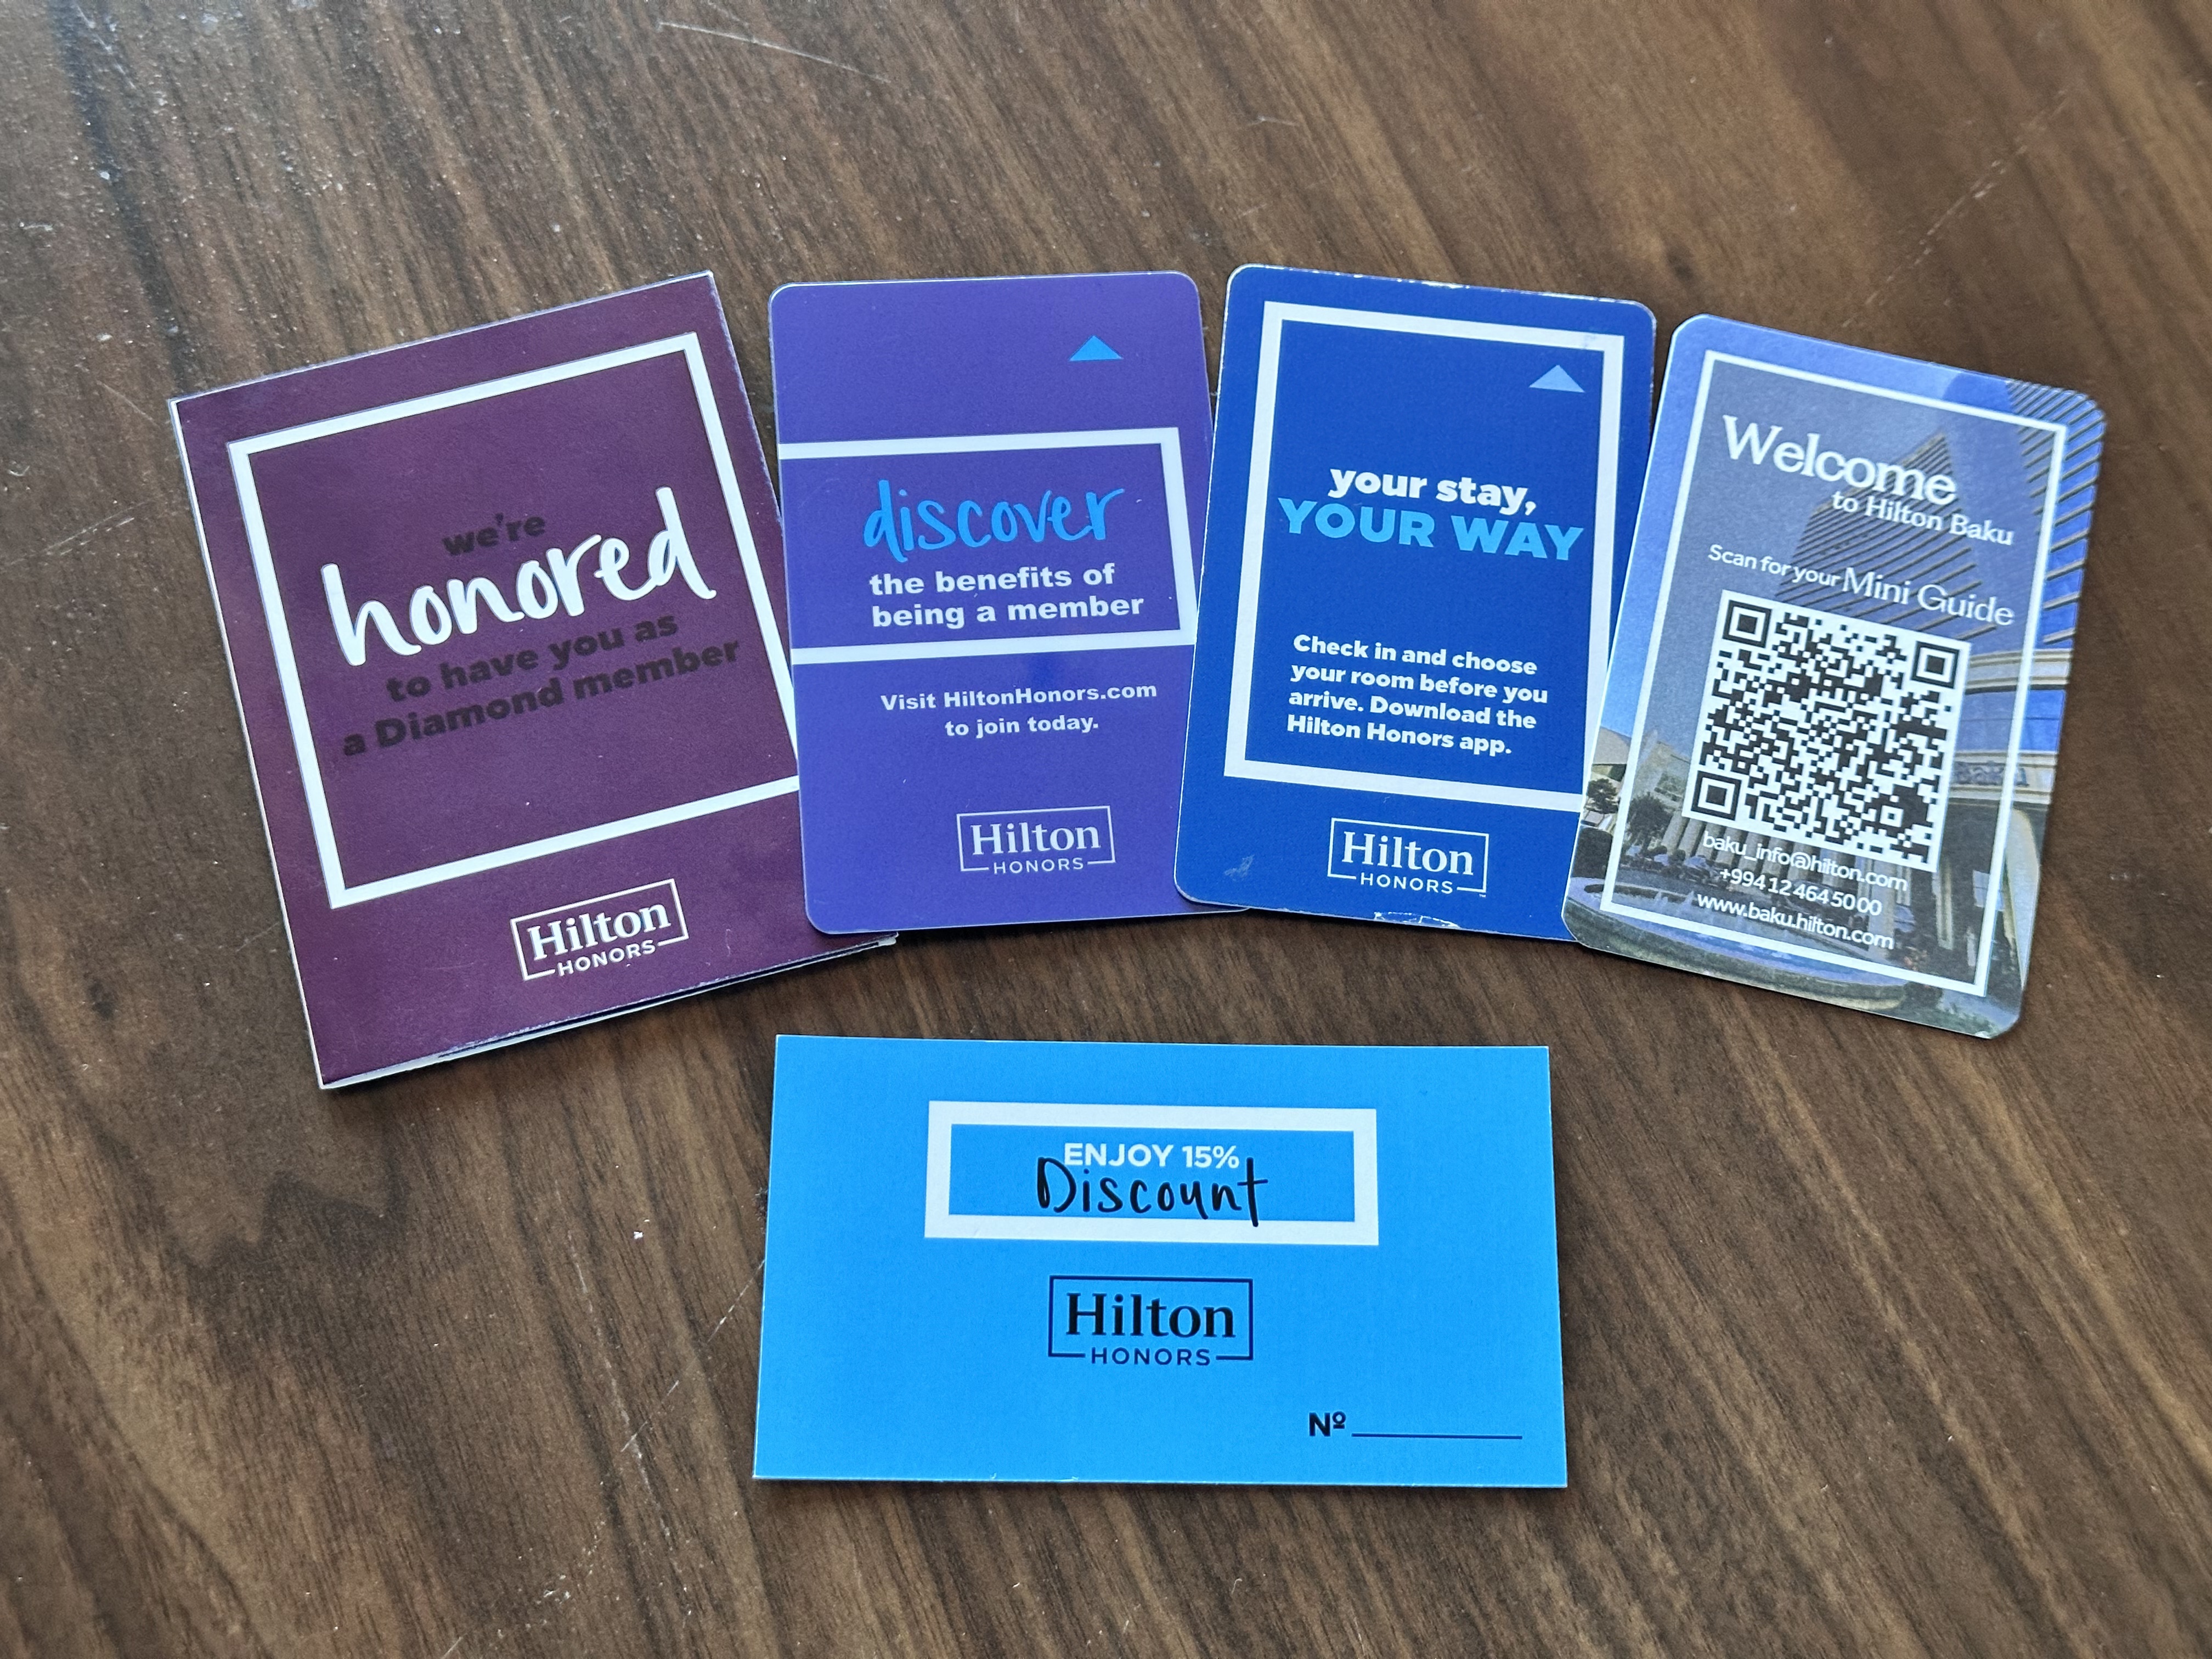 we're
honored
to have you as
a Diamond member
Hilton
HONORS
discover
the benefits of
being a member
Visit HiltonHonors.com
to join today.
Hilton
HONORS
your stay,
YOUR WAY
Check in and choose
your room before you
arrive. Download the
Hilton Honors app.
Hilton
HONORS
Welcome
to Hilton Baku
Scan for your Mini Guide
baku_info@hilton.com
+994 12 464 50 00
www.baku.hilton.com
ENJOY 15%
Discount
Hilton
HONORS
Nº